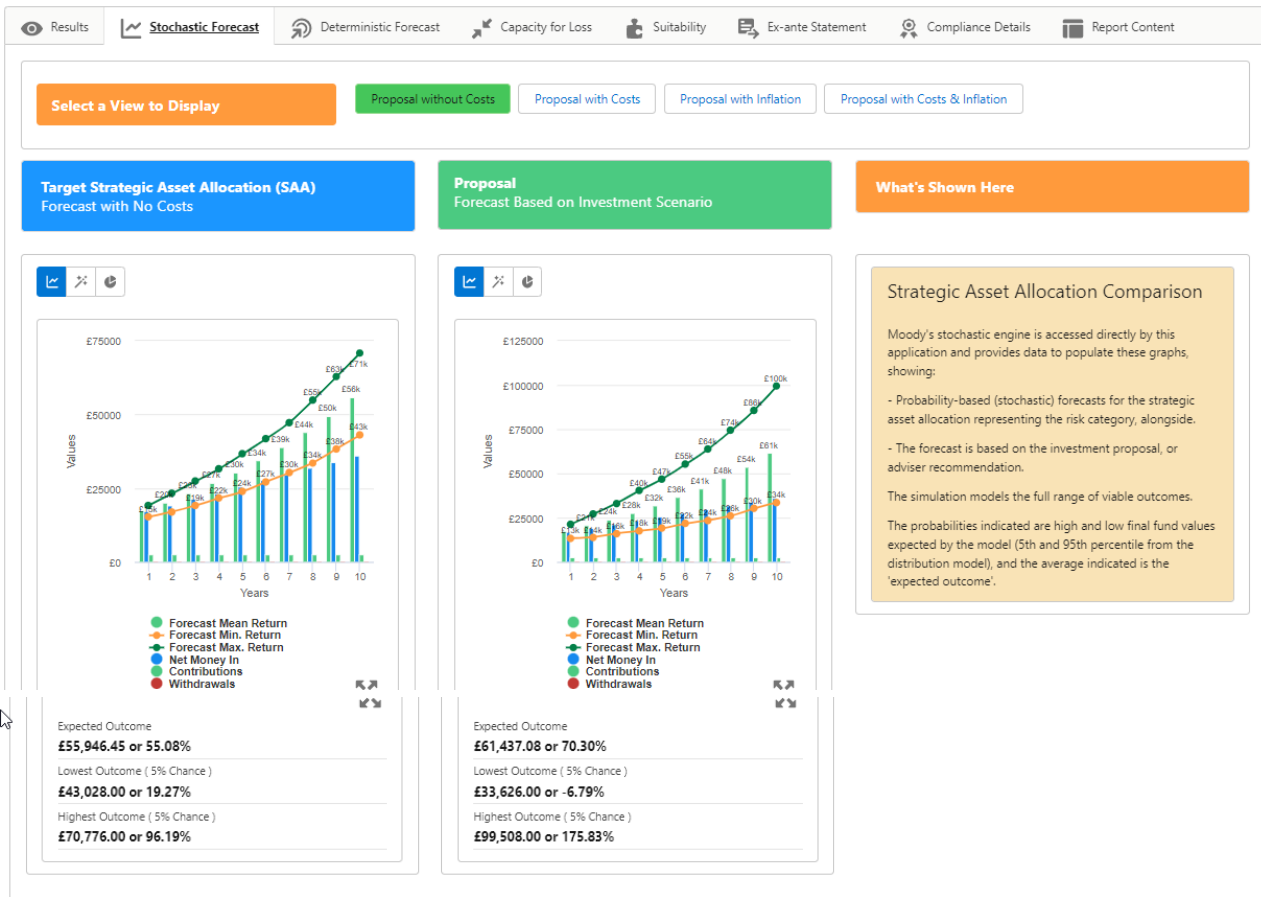 Results
Stochastic Forecast
Deterministic Forecast
Capacity for Loss
Suitability
Ex-ante Statement
Compliance Details
Report Content
Select a View to Display
Proposal without Costs
Proposal with Costs
Proposal with Inflation
Proposal with Costs & Inflation
Target Strategic Asset Allocation (SAA)
Forecast with No Costs
Proposal
Forecast Based on Investment Scenario
What's Shown Here
£75000
£50000
£25000
£0
Values
£20k
£19k
£27k
£22k
£30k
£24k
£34k
£27k
£39k
£30k
£44k
£34k
£55k
£50k
£38k
£63k
£56k
£43k
£71k
1 2 3 4 5 6 7 8 9 10
Years
Forecast Mean Return
Forecast Min. Return
Forecast Max. Return
Net Money In
Contributions
Withdrawals
Expected Outcome
£55,946.45 or 55.08%
Lowest Outcome ( 5% Chance )
£43,028.00 or 19.27%
Highest Outcome ( 5% Chance )
£70,776.00 or 96.19%
£125000
£100000
£75000
£50000
£25000
£0
Values
£13k
£21k
£14k
£24k
£16k
£28k
£18k
£40k
£32k
£19k
£47k
£36k
£22k
£55k
£41k
£24k
£64k
£48k
£26k
£74k
£54k
£30k
£86k
£61k
£34k
£100k
1 2 3 4 5 6 7 8 9 10
Years
Forecast Mean Return
Forecast Min. Return
Forecast Max. Return
Net Money In
Contributions
Withdrawals
Expected Outcome
£61,437.08 or 70.30%
Lowest Outcome ( 5% Chance )
£33,626.00 or -6.79%
Highest Outcome ( 5% Chance )
£99,508.00 or 175.83%
Strategic Asset Allocation Comparison
Moody's stochastic engine is accessed directly by this
application and provides data to populate these graphs,
showing:
- Probability-based (stochastic) forecasts for the strategic
asset allocation representing the risk category, alongside.
- The forecast is based on the investment proposal, or
adviser recommendation.
The simulation models the full range of viable outcomes.
The probabilities indicated are high and low final fund values
expected by the model (5th and 95th percentile from the
distribution model), and the average indicated is the
'expected outcome'.